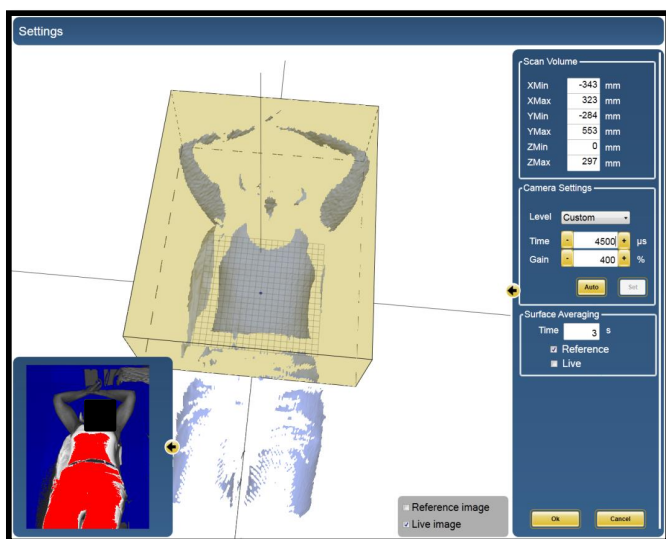 Settings
Scan Volume
XMin -343 mm
XMax 323 mm
YMin -284 mm
YMax 553 mm
ZMin 0 mm
ZMax 297 mm
Camera Settings
Level Custom
Time - 4500 + µs
Gain - 400 + %
Auto Set
Surface Averaging
Time 3 s
Reference
Live
Reference image
Live image
Ok Cancel